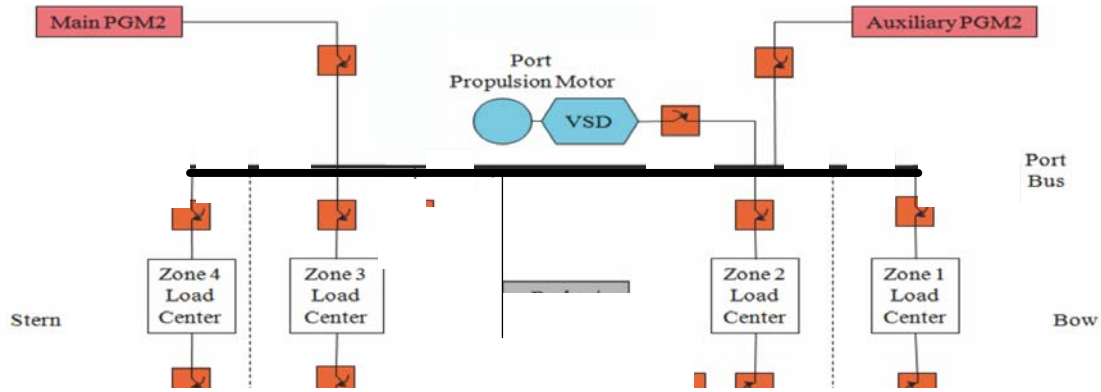 Main PGM2
Auxiliary PGM2
Port
Propulsion Motor
VSD
Port
Bus
Zone 4
Load
Center
Zone 3
Load
Center
Zone 2
Load
Center
Zone 1
Load
Center
Stern
Bow